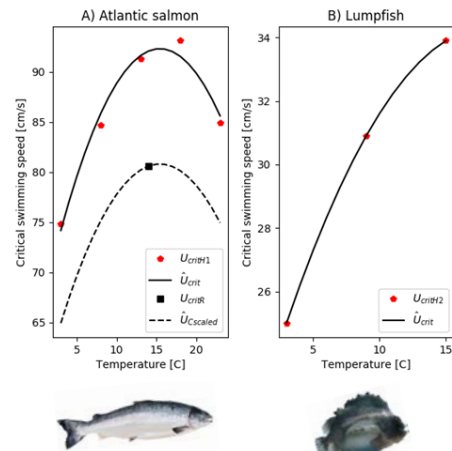 A) Atlantic salmon
B) Lumpfish
Critical swimming speed [cm/s]
90
85
80
75
70
65
5
10
15
20
Temperature [C]
U_critH1
Û_crit
U_critR
Û_Cscaled
Critical swimming speed [cm/s]
34
32
30
28
26
5
10
15
Temperature [C]
U_critH2
Û_crit